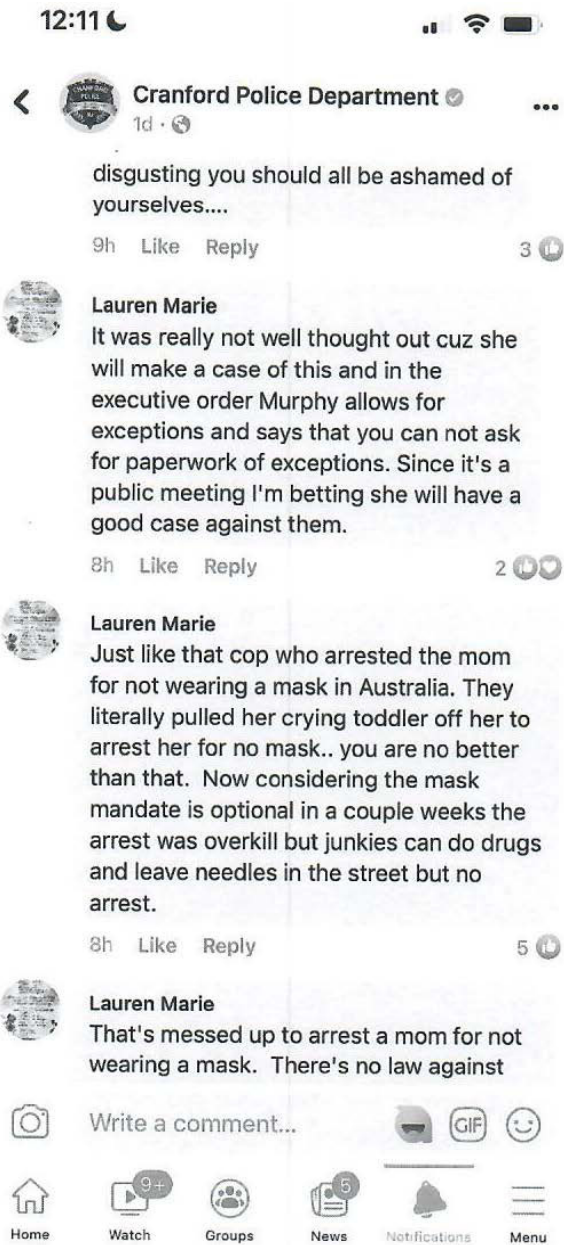 12:11
Cranford Police Department
1d ·
disgusting you should all be ashamed of
yourselves....
9h Like Reply 3
Lauren Marie
It was really not well thought out cuz she
will make a case of this and in the
executive order Murphy allows for
exceptions and says that you can not ask
for paperwork of exceptions. Since it's a
public meeting I'm betting she will have a
good case against them.
8h Like Reply 2
Lauren Marie
Just like that cop who arrested the mom
for not wearing a mask in Australia. They
literally pulled her crying toddler off her to
arrest her for no mask.. you are no better
than that. Now considering the mask
mandate is optional in a couple weeks the
arrest was overkill but junkies can do drugs
and leave needles in the street but no
arrest.
8h Like Reply 5
Lauren Marie
That's messed up to arrest a mom for not
wearing a mask. There's no law against
Write a comment... GIF
9+ 5
Home Watch Groups News Notifications Menu